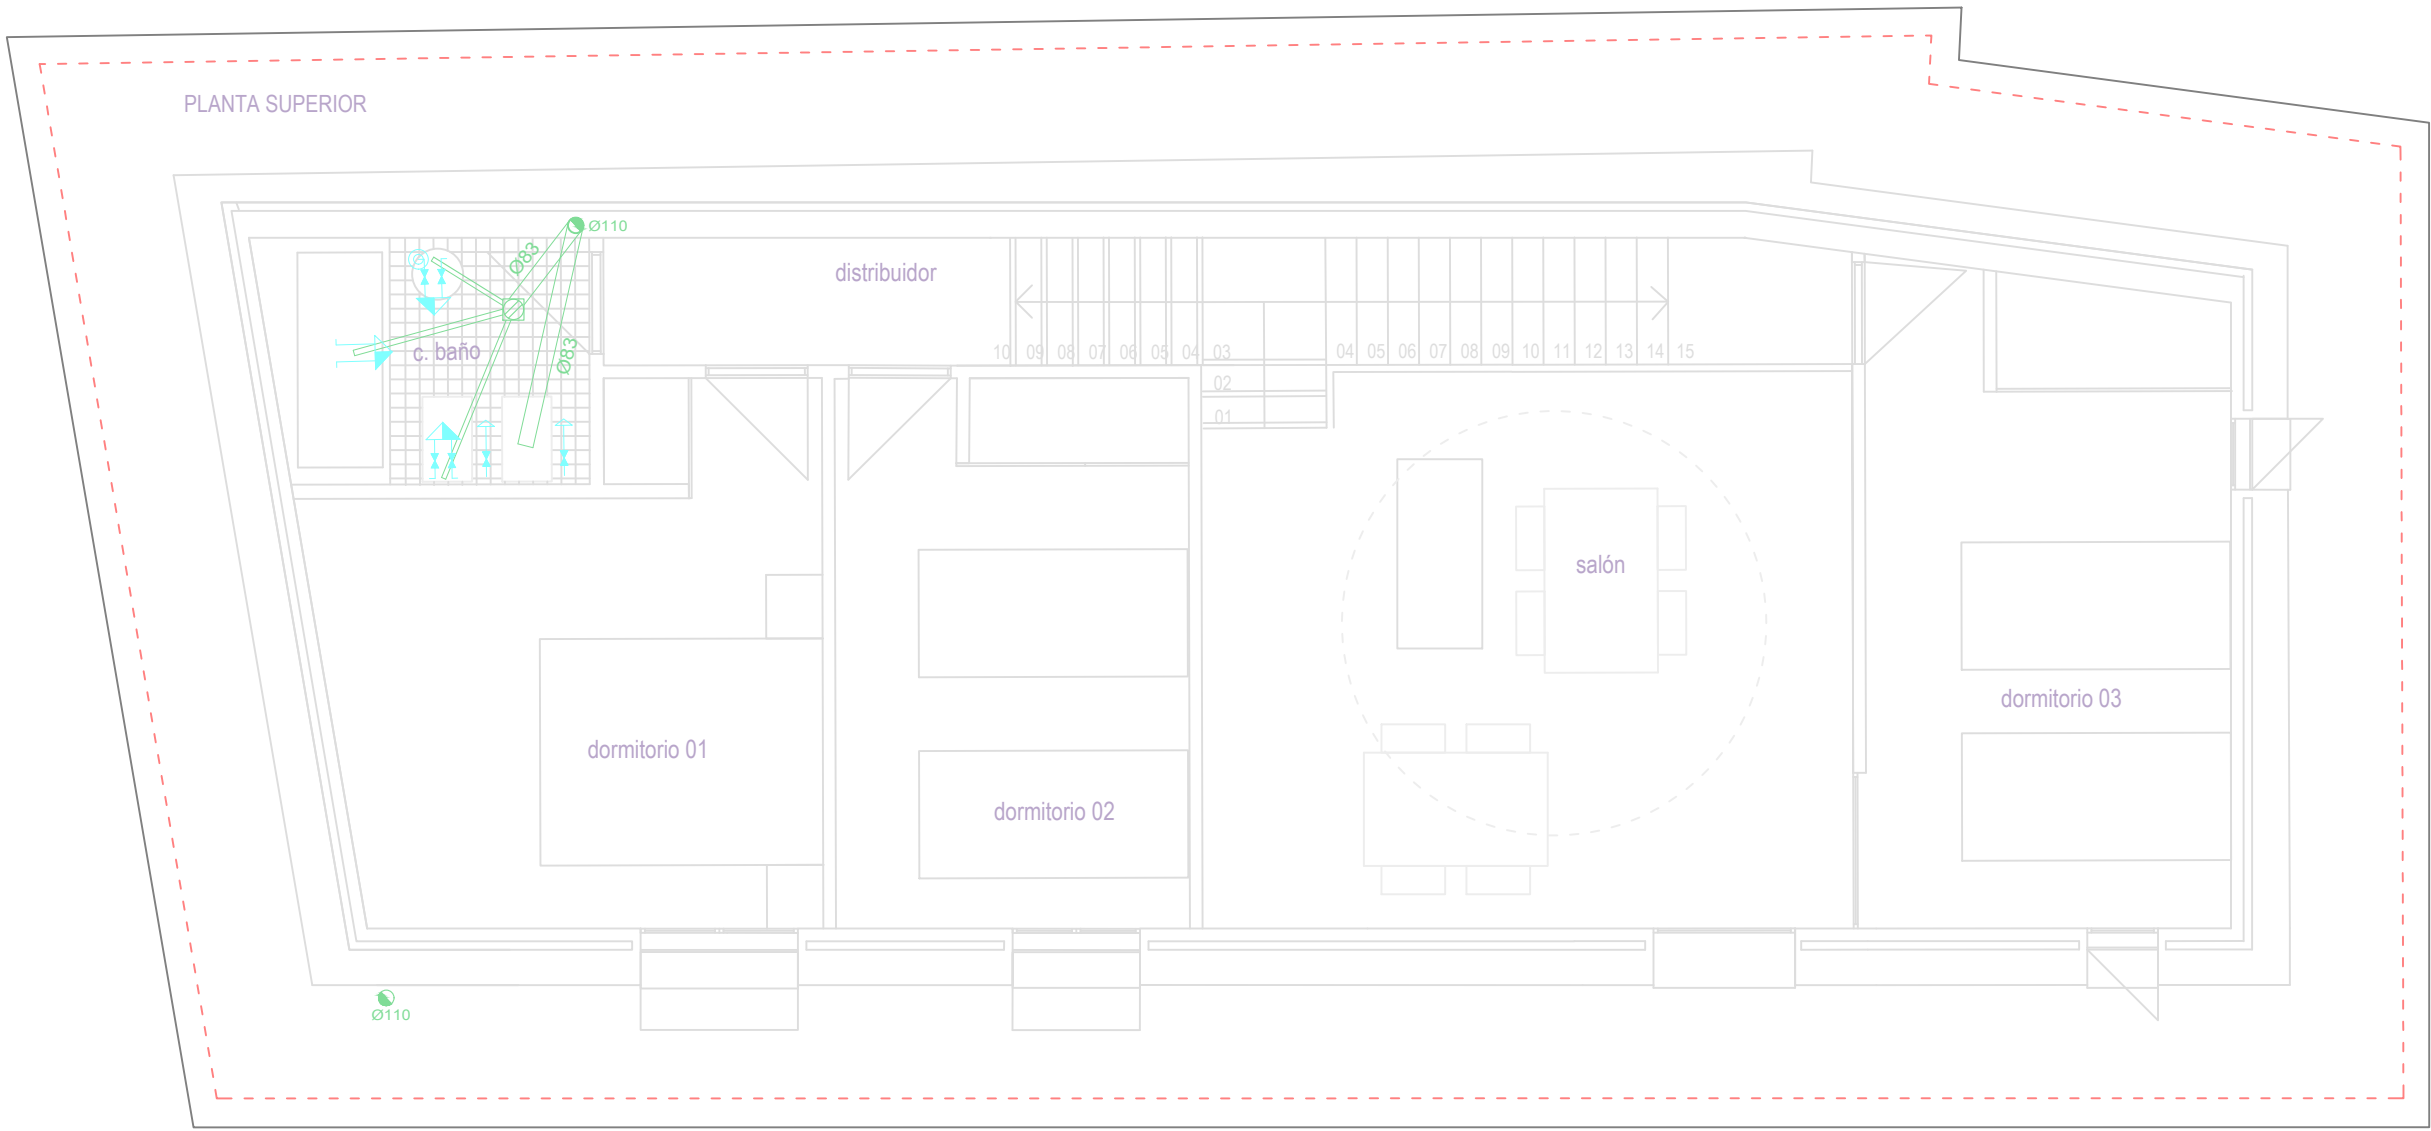 PLANTA SUPERIOR
Ø110
Ø83
distribuidor
c. baño
Ø83
10 09 08 07 06 05 04 03
04 05 06 07 08 09 10 11 12 13 14 15
02
01
salón
dormitorio 03
dormitorio 01
dormitorio 02
Ø110